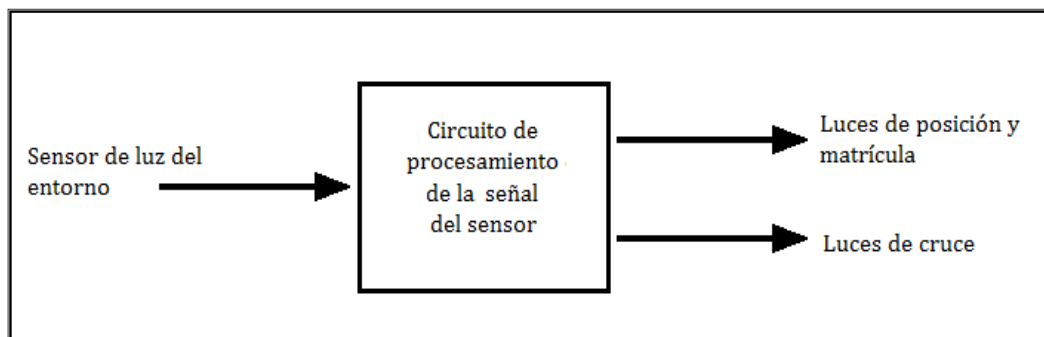 Sensor de luz del
entorno
Circuito de
procesamiento
de la señal
del sensor
Luces de posición y
matrícula
Luces de cruce